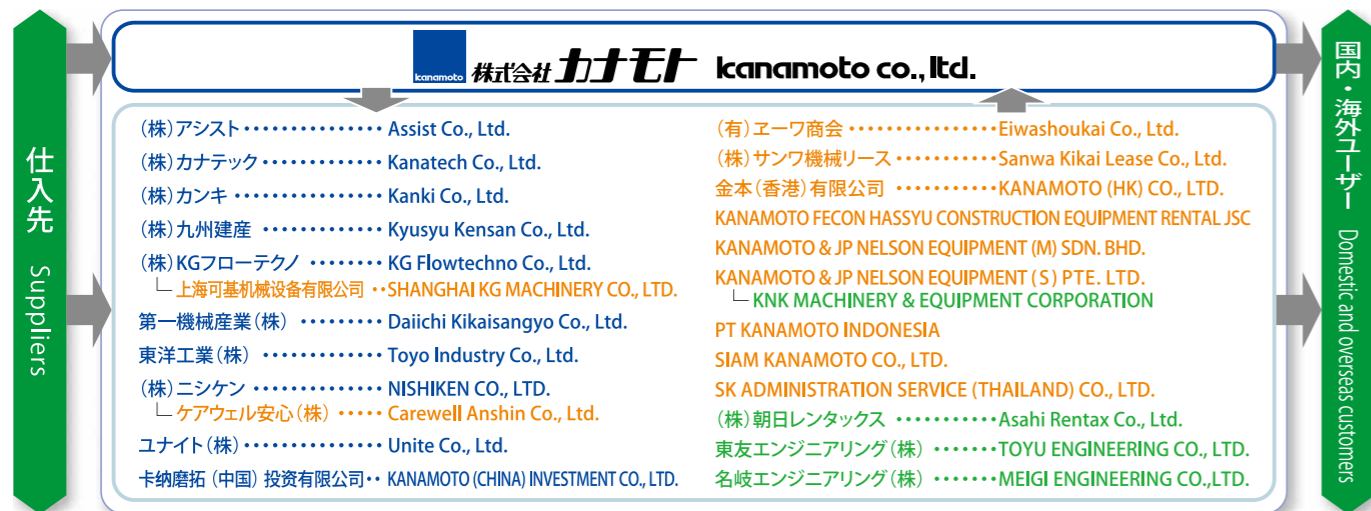 仕入先 Suppliers
kanamoto 株式会社カナモト kanamoto co., ltd.
(株)アシスト ・・・・・・・・・・・・・・・ Assist Co., Ltd.
(株)カナテック ・・・・・・・・・・・・・ Kanatech Co., Ltd.
(株)カンキ ・・・・・・・・・・・・・・・・ Kanki Co., Ltd.
(株)九州建産 ・・・・・・・・・・・・・ Kyusyu Kensan Co., Ltd.
(株)KGフローテクノ ・・・・・・・・ KG Flowtechno Co., Ltd.
└ 上海可基机械设备有限公司 ・・ SHANGHAI KG MACHINERY CO., LTD.
第一機械産業(株) ・・・・・・・・・ Daiichi Kikaisangyo Co., Ltd.
東洋工業(株) ・・・・・・・・・・・・・ Toyo Industry Co., Ltd.
(株)ニシケン ・・・・・・・・・・・・・・ NISHIKEN CO., LTD.
└ ケアウェル安心(株) ・・・・・ Carewell Anshin Co., Ltd.
ユナイト(株) ・・・・・・・・・・・・・・・ Unite Co., Ltd.
卡纳磨拓(中国)投资有限公司・・ KANAMOTO (CHINA) INVESTMENT CO., LTD.
(有)ヱーワ商会 ・・・・・・・・・・・・・・・・ Eiwashoukai Co., Ltd.
(株)サンワ機械リース ・・・・・・・・・・・ Sanwa Kikai Lease Co., Ltd.
金本(香港)有限公司 ・・・・・・・・・・・ KANAMOTO (HK) CO., LTD.
KANAMOTO FECON HASSYU CONSTRUCTION EQUIPMENT RENTAL JSC
KANAMOTO & JP NELSON EQUIPMENT (M) SDN. BHD.
KANAMOTO & JP NELSON EQUIPMENT (S) PTE. LTD.
└ KNK MACHINERY & EQUIPMENT CORPORATION
PT KANAMOTO INDONESIA
SIAM KANAMOTO CO., LTD.
SK ADMINISTRATION SERVICE (THAILAND) CO., LTD.
(株)朝日レンタックス ・・・・・・・・・・・ Asahi Rentax Co., Ltd.
東友エンジニアリング(株) ・・・・・・・ TOYU ENGINEERING CO., LTD.
名岐エンジニアリング(株) ・・・・・・・ MEIGI ENGINEERING CO.,LTD.
国内・海外ユーザー Domestic and overseas customers